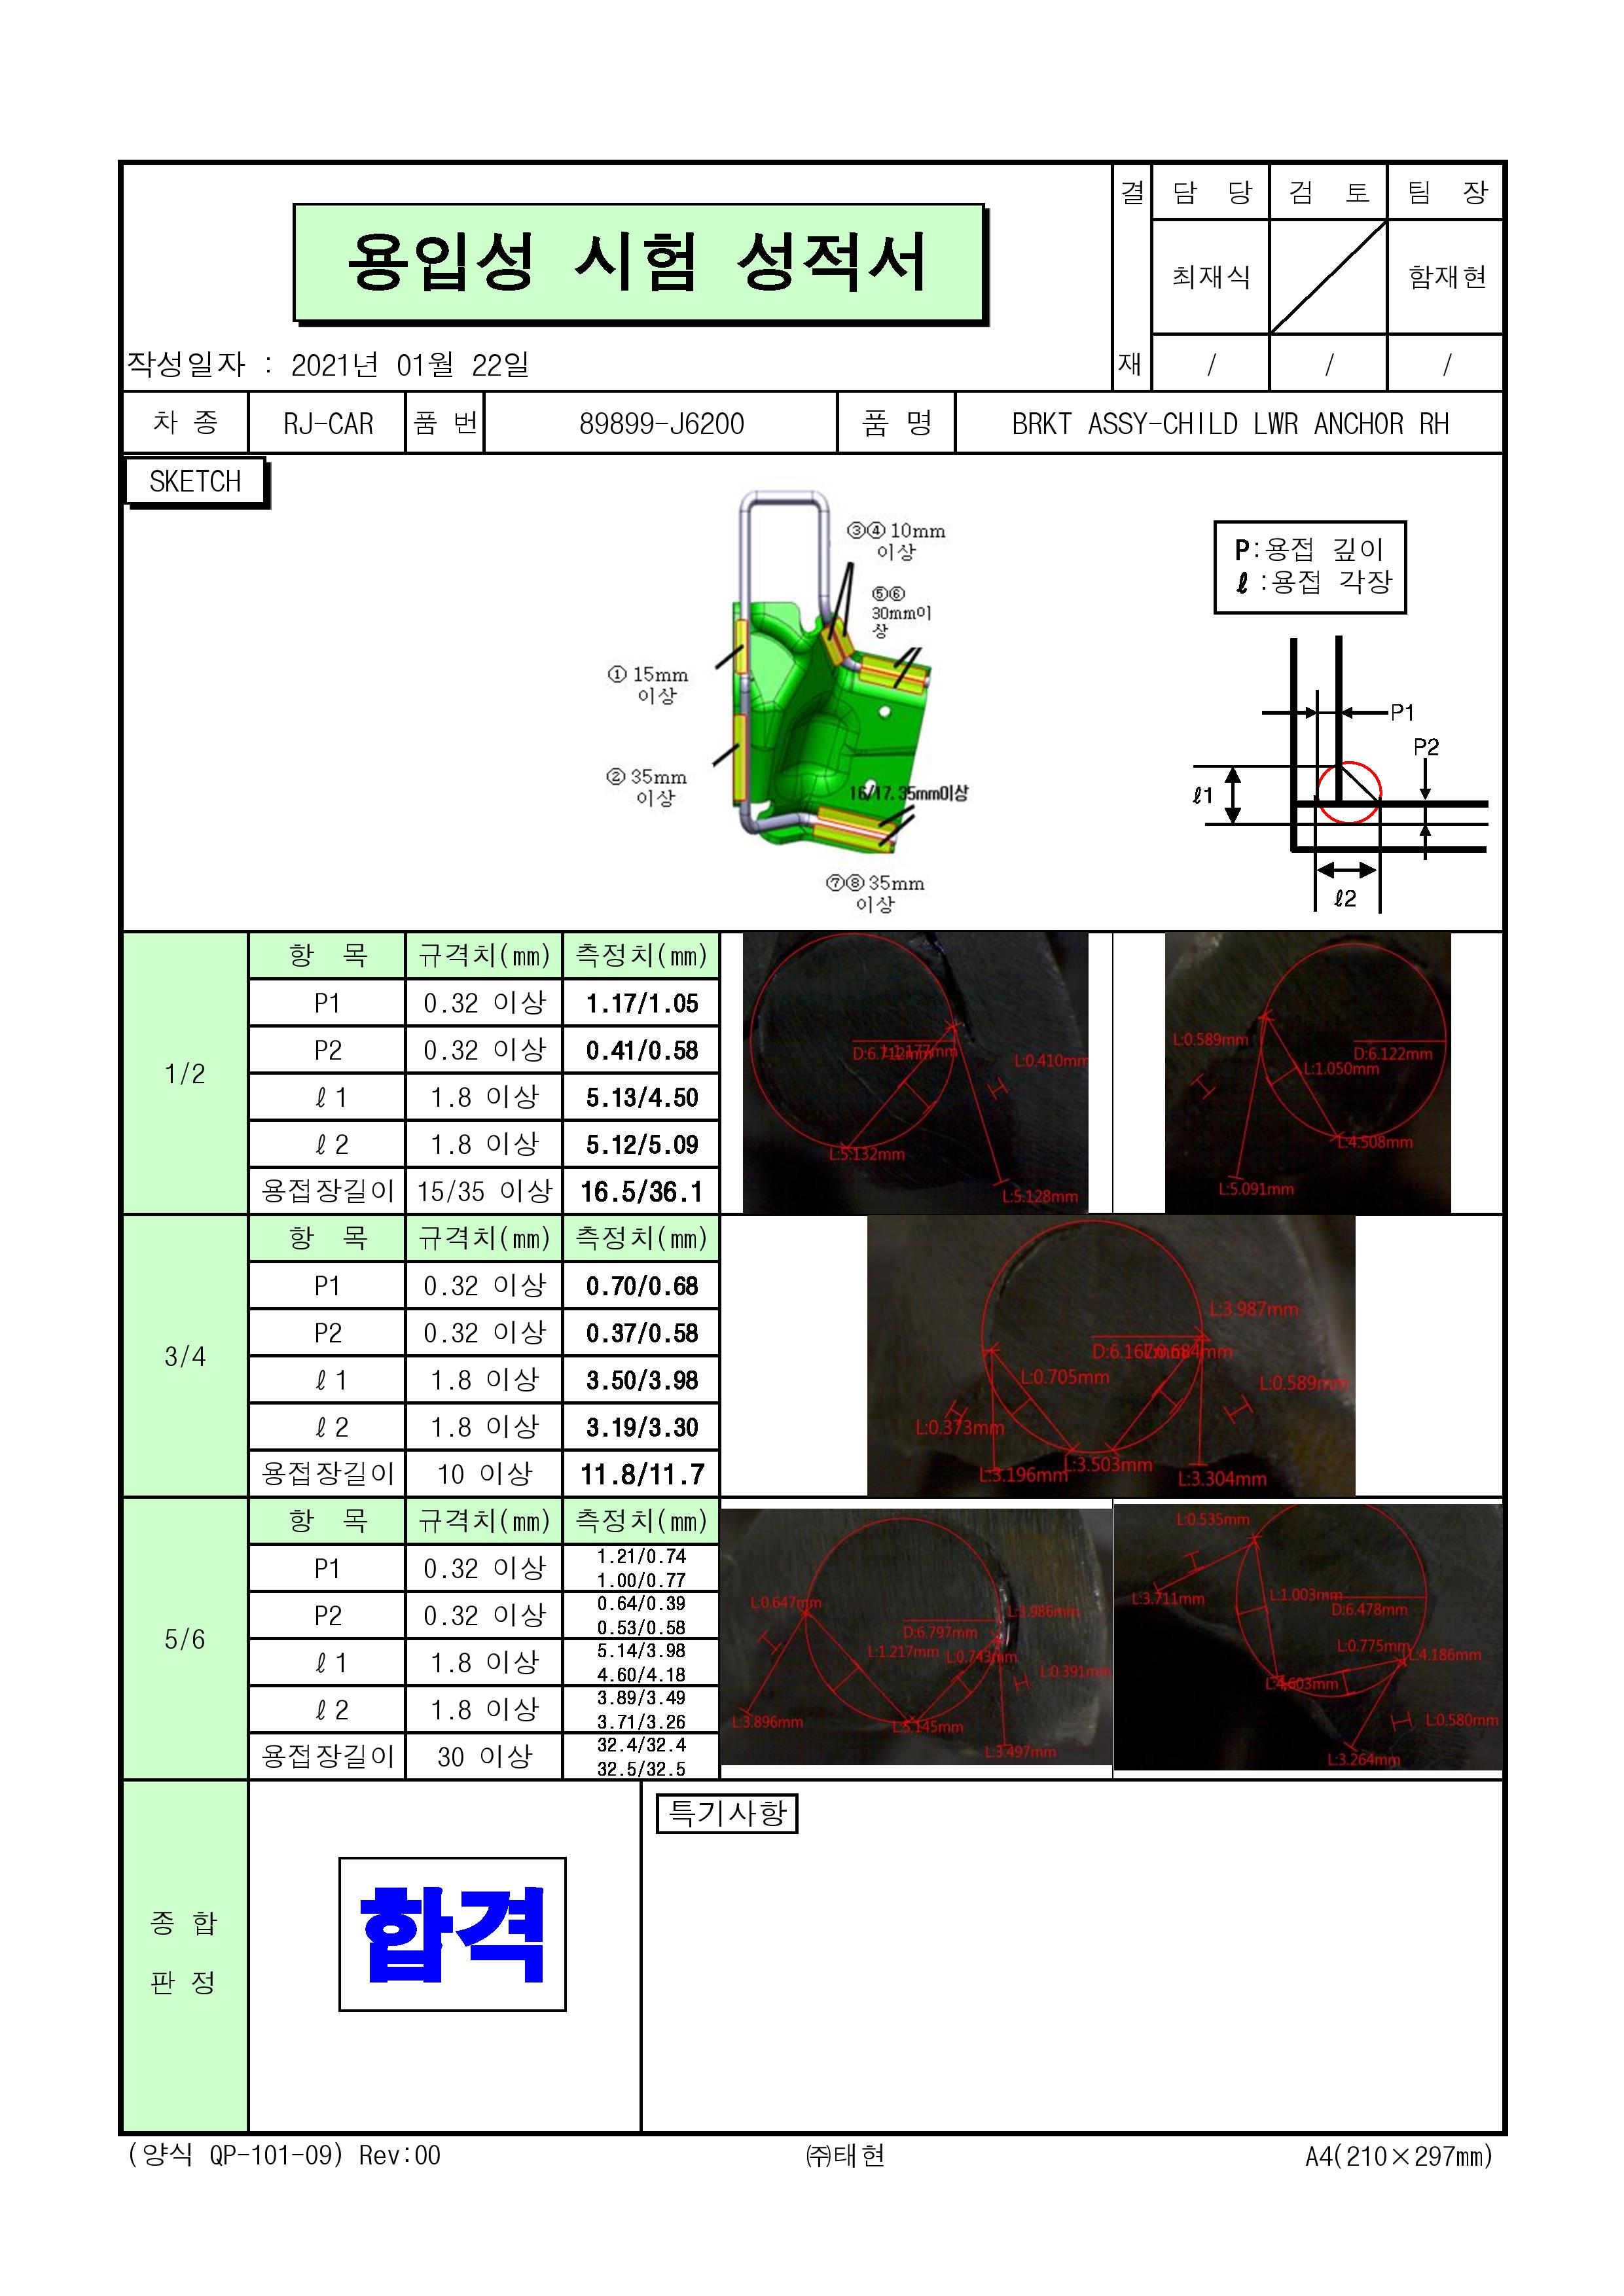 용입성 시험 성적서
작성일자 : 2021년 01월 22일
결 재
담 당 검 토 팀 장
최재식 함재현
/ / /
차 종 RJ-CAR 품 번 89899-J6200 품 명 BRKT ASSY-CHILD LWR ANCHOR RH
SKETCH
③④ 10mm
이상
⑤⑥
30mm이
상
① 15mm
이상
② 35mm
이상
16/17. 35mm이상
⑦⑧ 35mm
이상
P:용접 깊이
ℓ :용접 각장
P1
P2
ℓ1
ℓ2
1/2
항 목 규격치(mm) 측정치(mm)
P1 0.32 이상 1.17/1.05
P2 0.32 이상 0.41/0.58
ℓ1 1.8 이상 5.13/4.50
ℓ2 1.8 이상 5.12/5.09
용접장길이 15/35 이상 16.5/36.1
L:0.410mm
L:5.132mm
L:5.128mm
L:0.589mm
D:6.122mm
L:1.050mm
L:4.508mm
L:5.091mm
3/4
항 목 규격치(mm) 측정치(mm)
P1 0.32 이상 0.70/0.68
P2 0.32 이상 0.37/0.58
ℓ1 1.8 이상 3.50/3.98
ℓ2 1.8 이상 3.19/3.30
용접장길이 10 이상 11.8/11.7
L:3.987mm
L:0.705mm
L:0.589mm
L:0.373mm
L:3.196mm
L:3.503mm
L:3.304mm
5/6
항 목 규격치(mm) 측정치(mm)
P1 0.32 이상 1.21/0.74
1.00/0.77
P2 0.32 이상 0.64/0.39
0.53/0.58
ℓ1 1.8 이상 5.14/3.98
4.60/4.18
ℓ2 1.8 이상 3.89/3.49
3.71/3.26
용접장길이 30 이상 32.4/32.4
32.5/32.5
L:0.647mm
L:3.986mm
D:6.797mm
L:1.217mm
L:0.743mm
L:0.391mm
L:3.896mm
L:5.145mm
L:3.497mm
L:0.535mm
L:3.711mm
L:1.003mm
D:6.478mm
L:0.775mm
L:4.186mm
L:4.603mm
L:0.580mm
L:3.264mm
종 합
판 정
합격
특기사항
(양식 QP-101-09) Rev:00 ㈜태현 A4(210×297mm)